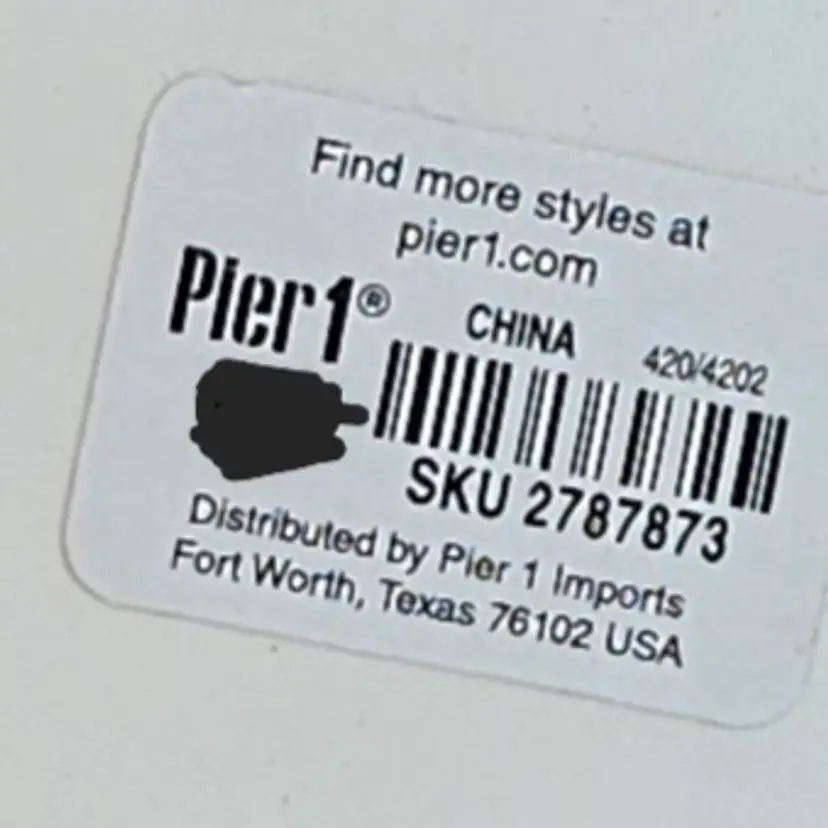 Find more styles at
pier1.com
Pier1®
CHINA 420/4202
SKU 2787873
Distributed by Pier 1 Imports
Fort Worth, Texas 76102 USA